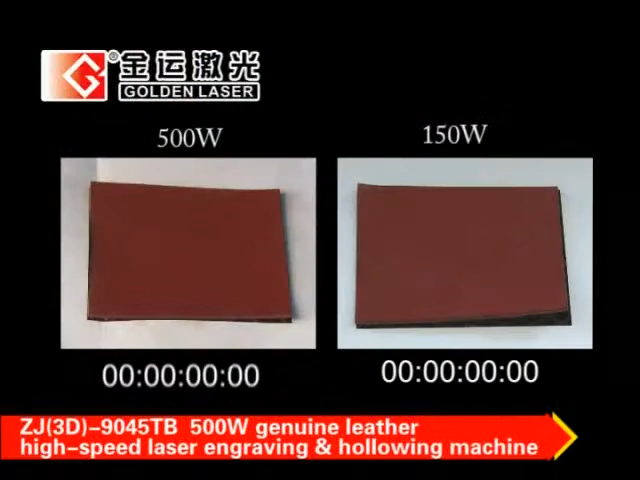 ®金运激光
GOLDEN LASER
500W
150W
00:00:00:00
00:00:00:00
ZJ(3D)-9045TB 500W genuine leather
high-speed laser engraving & hollowing machine